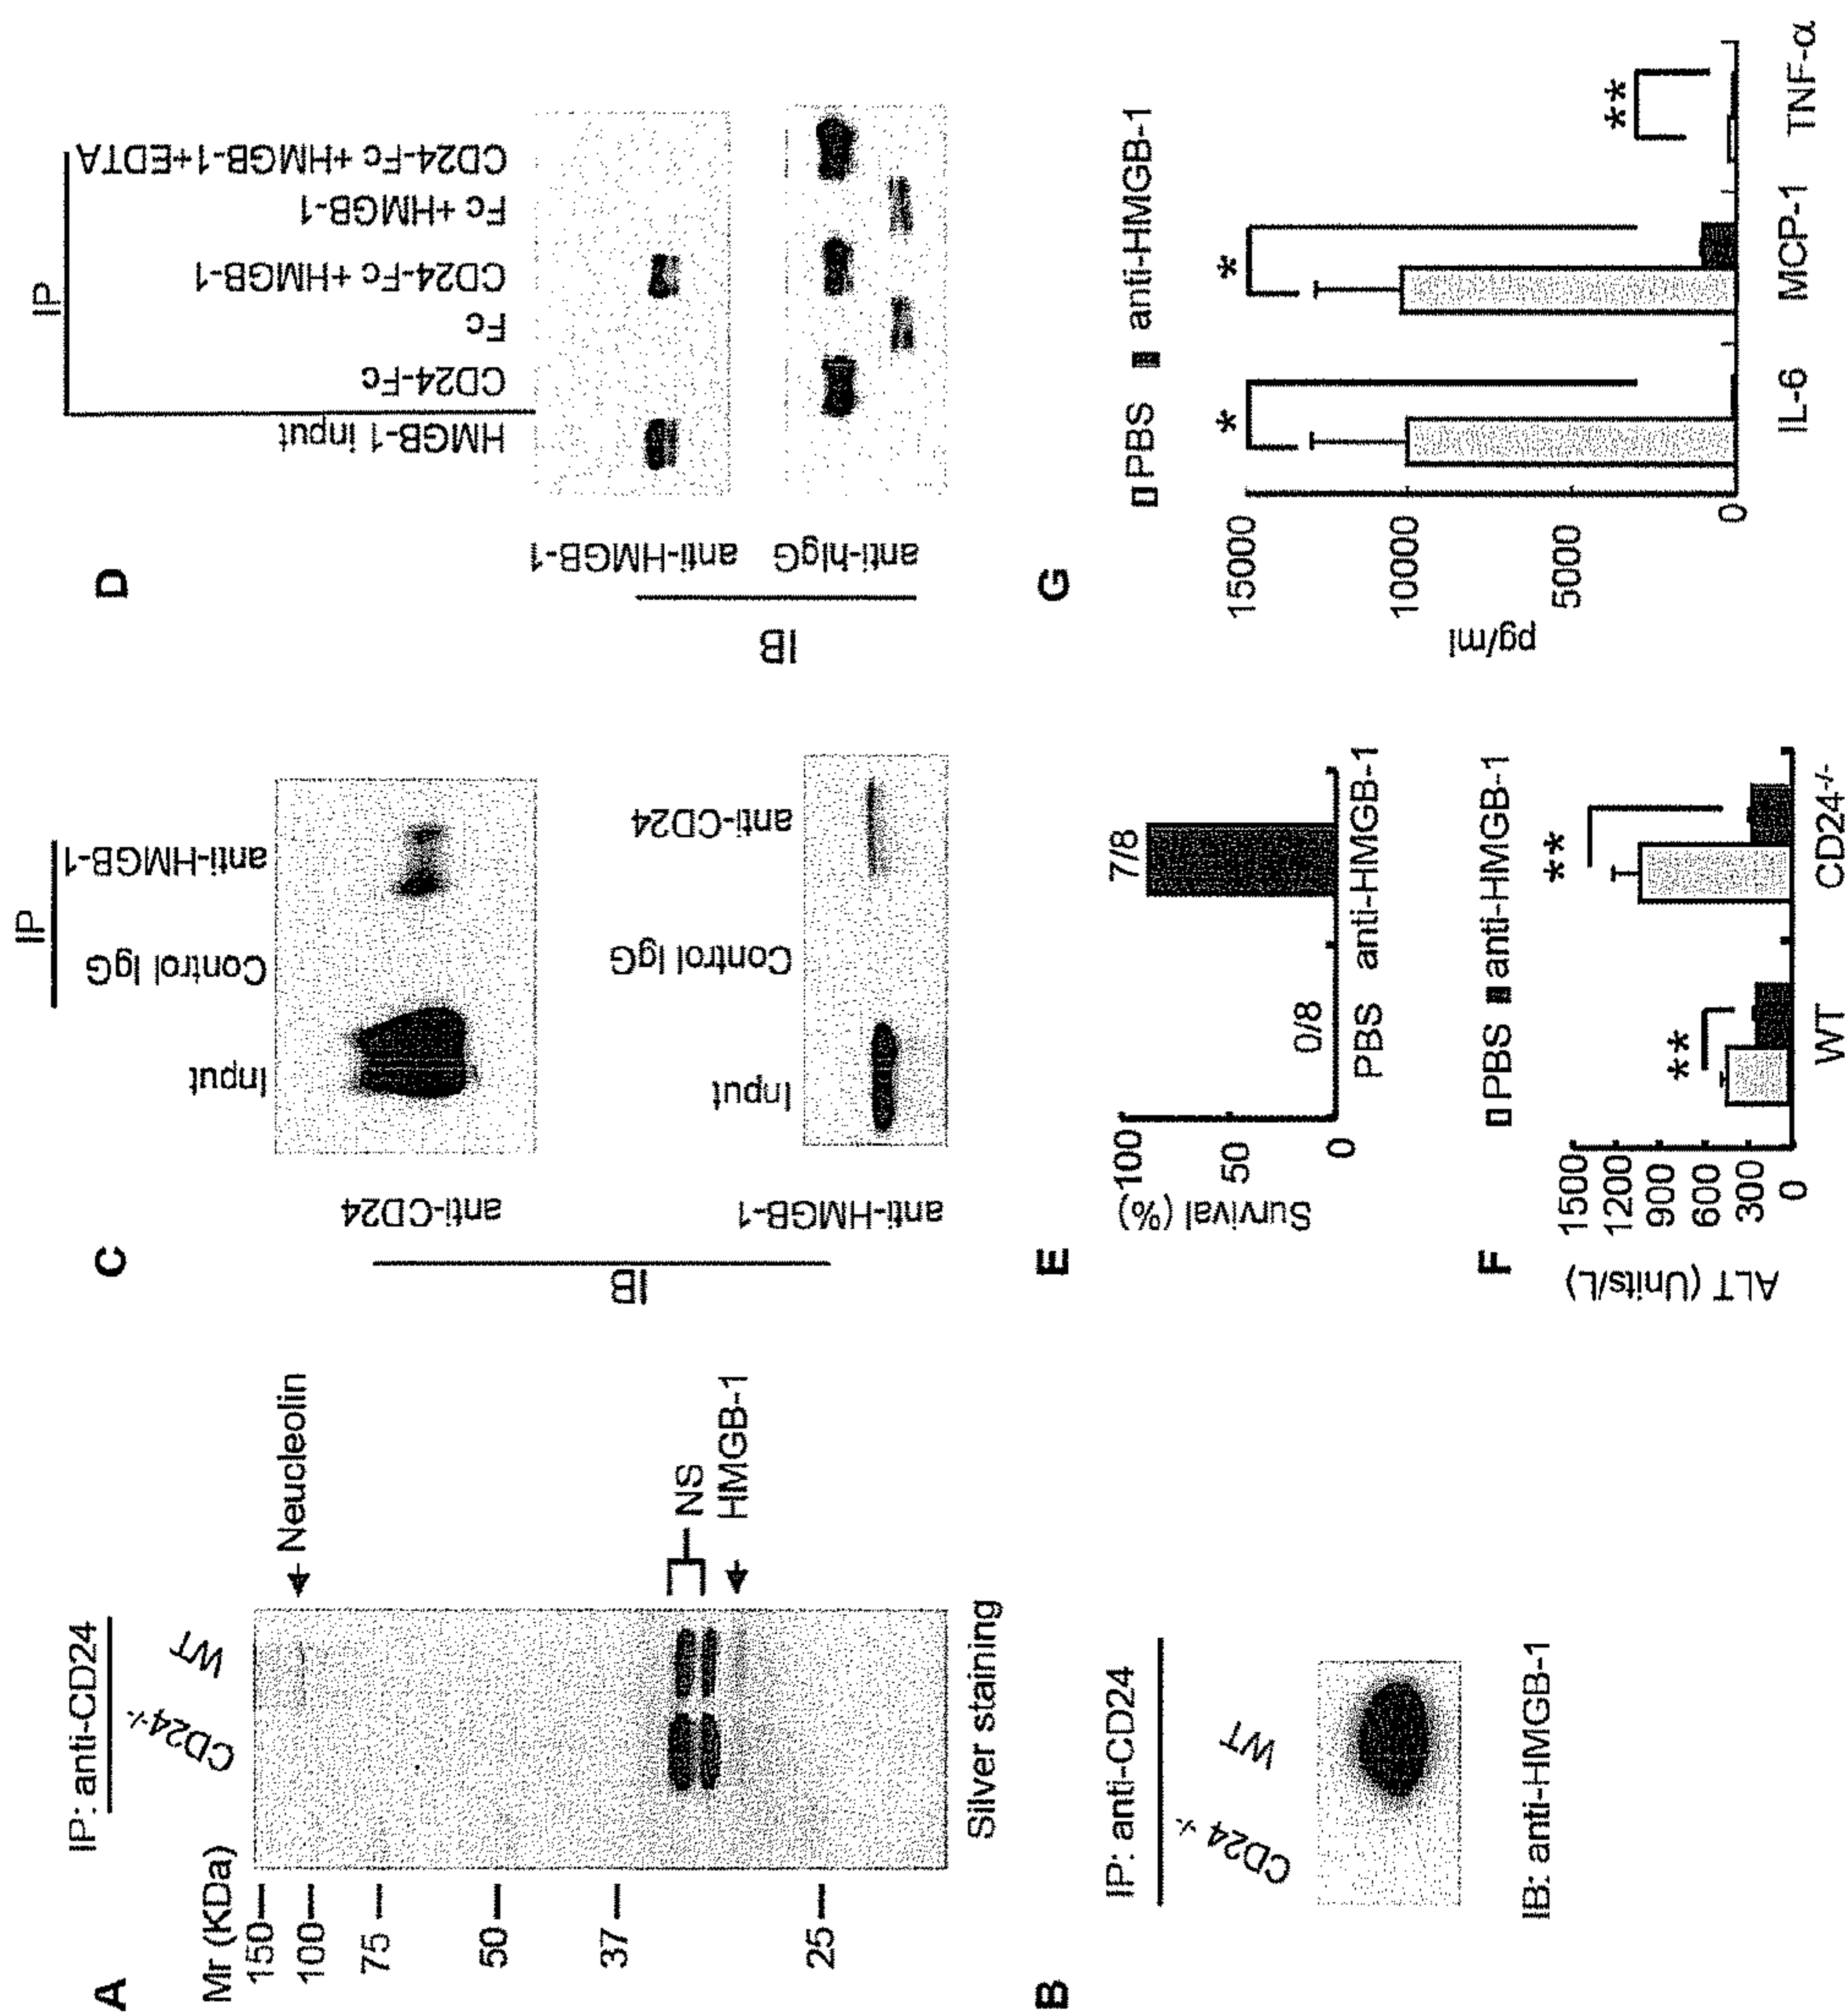 A
IP: anti-CD24
Mr (KDa)
CD24-/-
WT
150
100
75
50
37
25
Neucleolin
NS
HMGB-1
Silver staining
B
IP: anti-CD24
CD24 -/-
WT
IB: anti-HMGB-1
C
IP
Input
Control IgG
anti-HMGB-1
anti-CD24
IB
Input
Control IgG
anti-CD24
anti-HMGB-1
D
IP
HMGB-1 input
CD24-Fc
Fc
CD24-Fc +HMGB-1
Fc +HMGB-1
CD24-Fc +HMGB-1+EDTA
anti-HMGB-1
anti-hIgG
IB
E
Survival (%)
100
50
0
0/8
7/8
PBS anti-HMGB-1
F
PBS anti-HMGB-1
ALT (Units/L)
1500
1200
900
600
300
0
**
**
WT
CD24-/-
G
PBS anti-HMGB-1
pg/ml
15000
10000
5000
0
*
*
**
IL-6
MCP-1
TNF-α